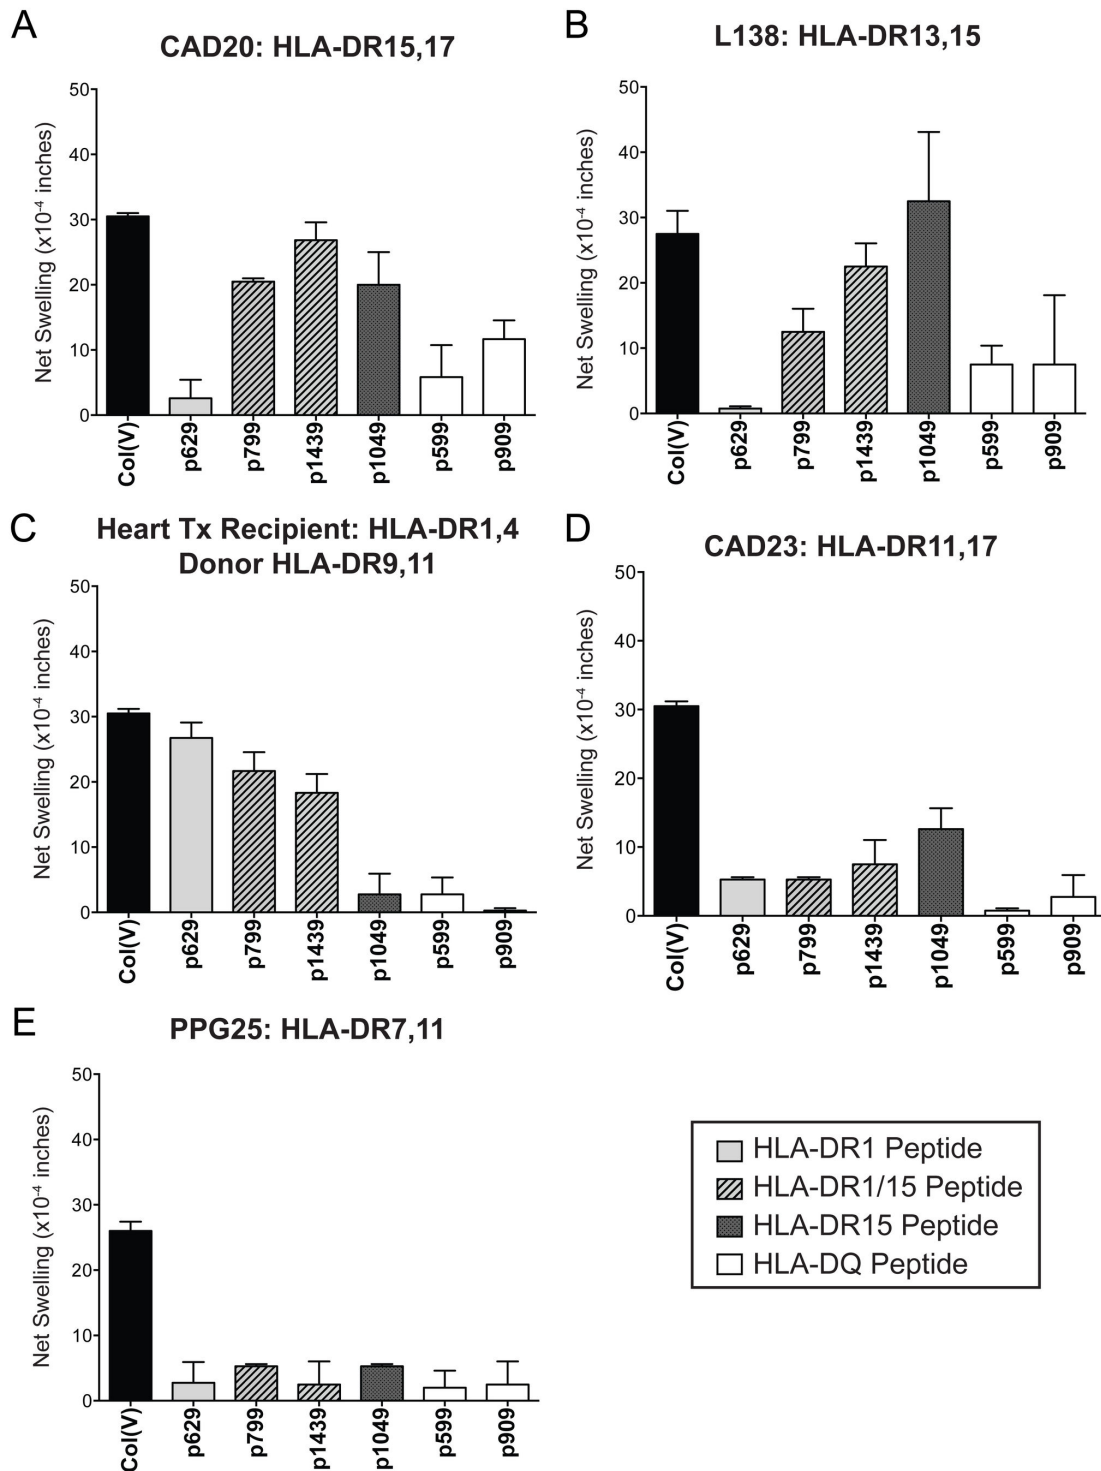 A
CAD20: HLA-DR15,17
Net Swelling (x10⁻⁴ inches)
50
40
30
20
10
0
Col(V)
p629
p799
p1439
p1049
p599
p909
B
L138: HLA-DR13,15
Net Swelling (x10⁻⁴ inches)
50
40
30
20
10
0
Col(V)
p629
p799
p1439
p1049
p599
p909
C
Heart Tx Recipient: HLA-DR1,4
Donor HLA-DR9,11
Net Swelling (x10⁻⁴ inches)
50
40
30
20
10
0
Col(V)
p629
p799
p1439
p1049
p599
p909
D
CAD23: HLA-DR11,17
Net Swelling (x10⁻⁴ inches)
50
40
30
20
10
0
Col(V)
p629
p799
p1439
p1049
p599
p909
E
PPG25: HLA-DR7,11
Net Swelling (x10⁻⁴ inches)
50
40
30
20
10
0
Col(V)
p629
p799
p1439
p1049
p599
p909
HLA-DR1 Peptide
HLA-DR1/15 Peptide
HLA-DR15 Peptide
HLA-DQ Peptide